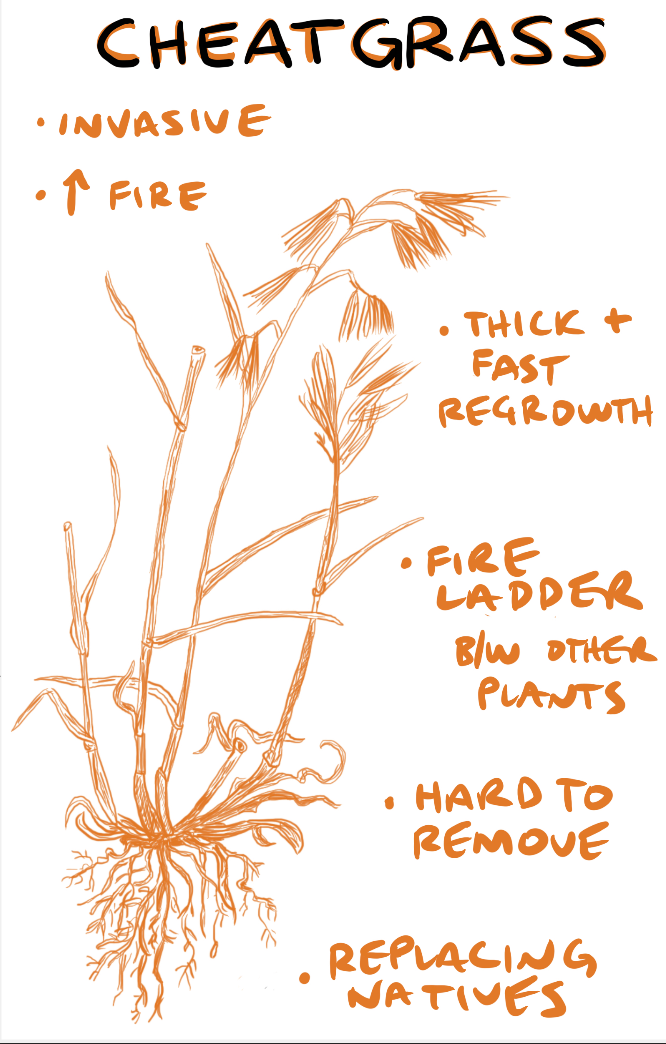 CHEATGRASS
• INVASIVE
• ↑ FIRE
• THICK +
FAST
REGROWTH
• FIRE
LADDER
B/W OTHER
PLANTS
• HARD TO
REMOVE
• REPLACING
NATIVES